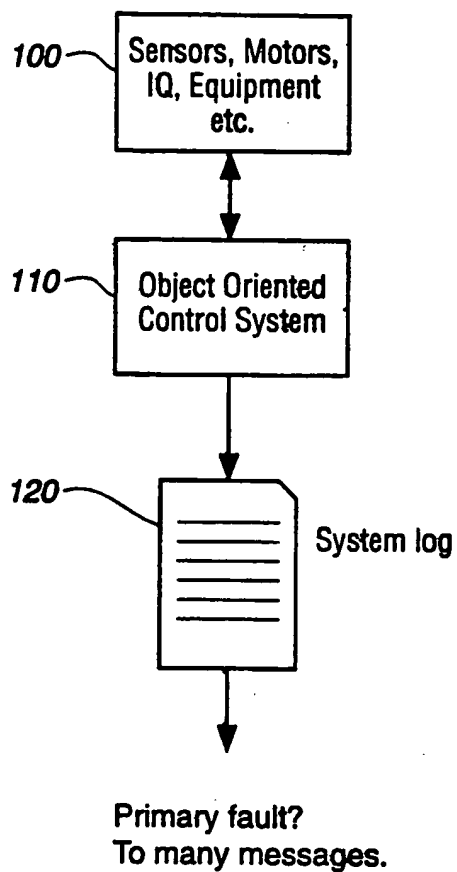 100
Sensors, Motors,
IQ, Equipment
etc.
110
Object Oriented
Control System
120
System log
Primary fault?
To many messages.